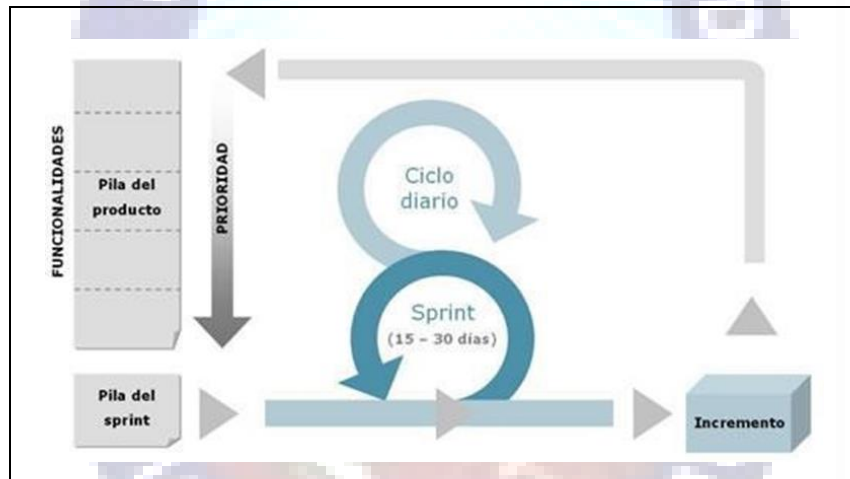 FUNCIONALIDADES
Pila del
producto
PRIORIDAD
Ciclo
diario
Sprint
(15 – 30 días)
Pila del
sprint
Incremento